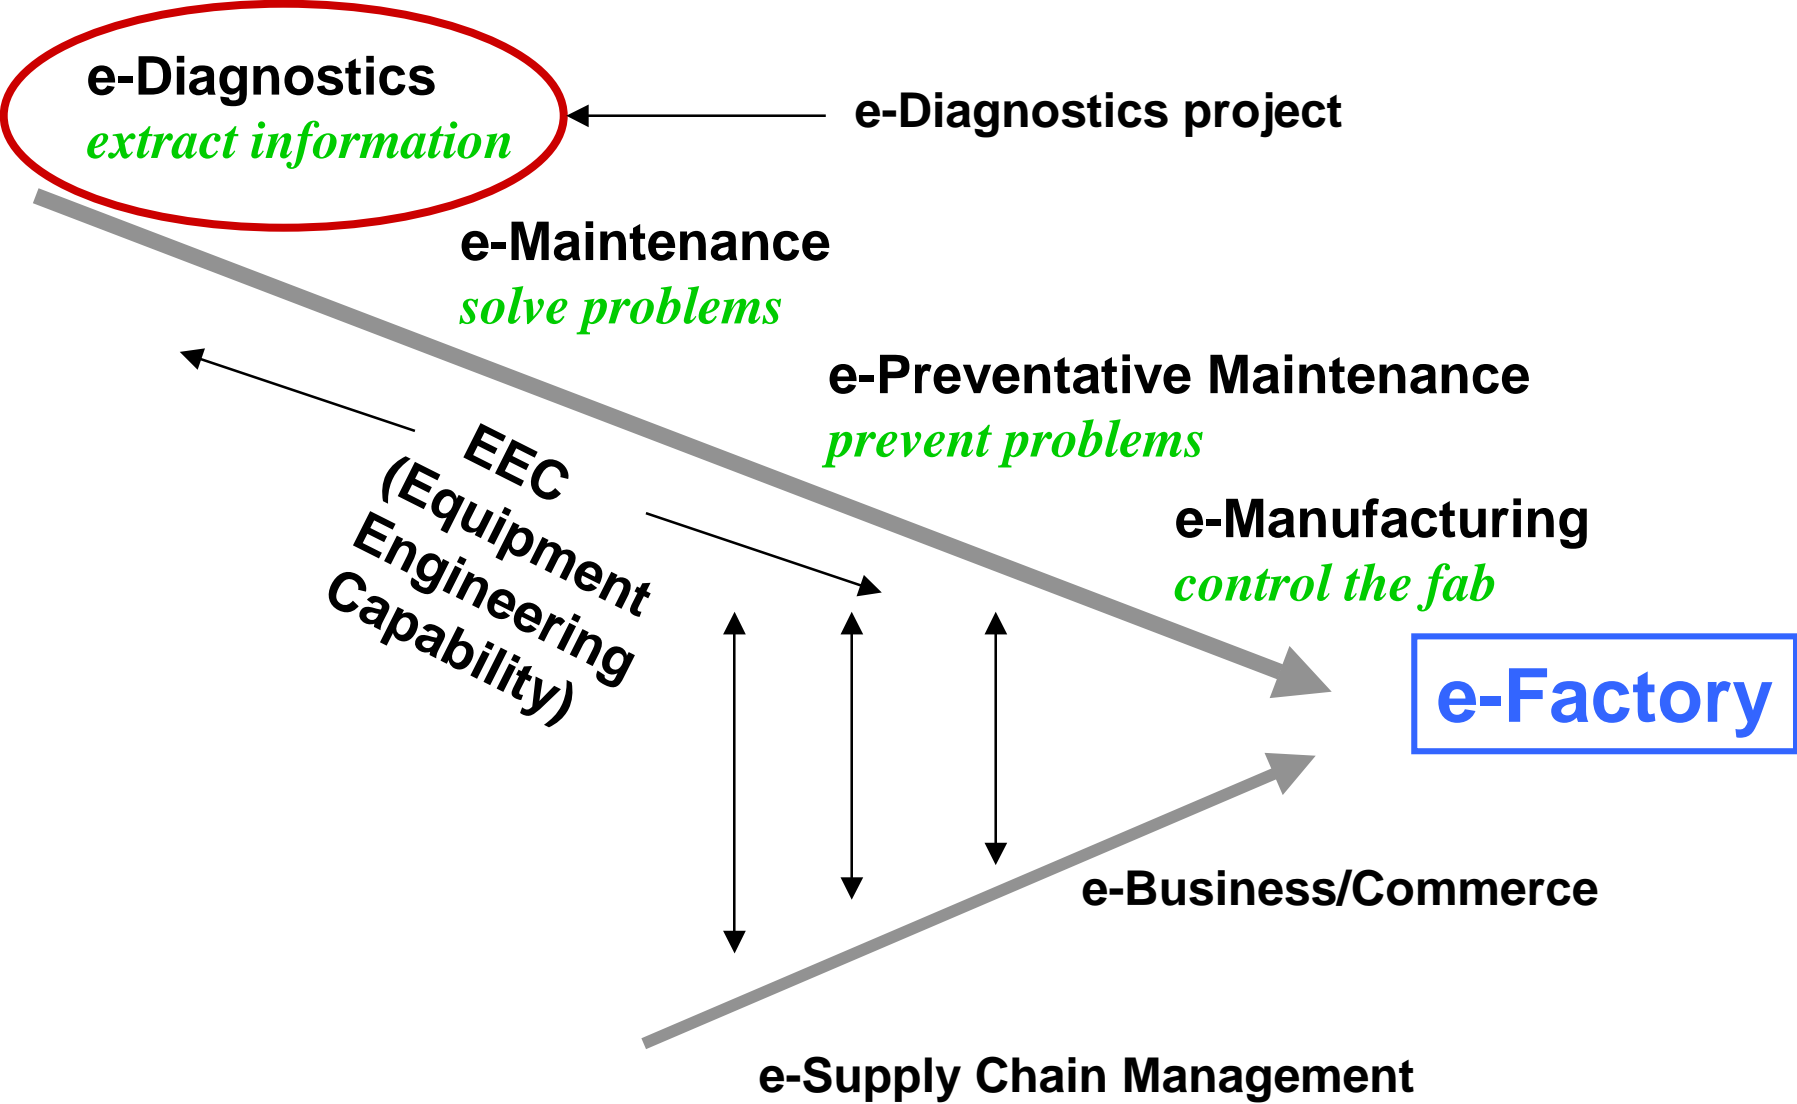 e-Diagnostics
extract information
e-Diagnostics project
e-Maintenance
solve problems
e-Preventative Maintenance
prevent problems
EEC
(Equipment
Engineering
Capability)
e-Manufacturing
control the fab
e-Factory
e-Business/Commerce
e-Supply Chain Management